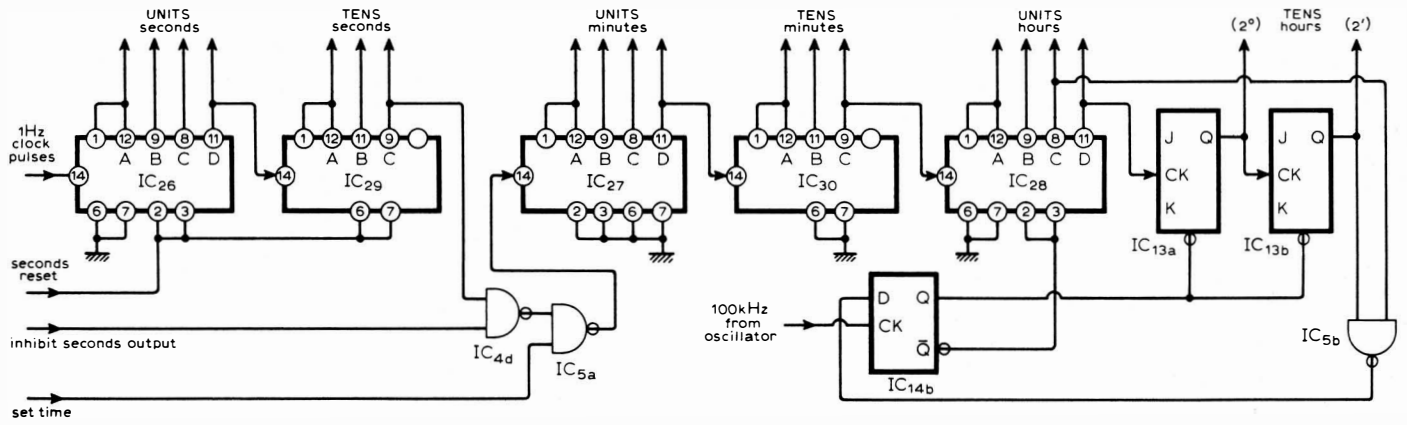 UNITS
seconds
TENS
seconds
UNITS
minutes
TENS
minutes
UNITS
hours
(2⁰)
TENS
hours
(2')
1Hz
clock
pulses
14
1
12
9
8
11
A
B
C
D
IC26
6
7
2
3
14
1
12
11
9
A
B
C
IC29
6
7
14
1
12
9
8
11
A
B
C
D
IC27
2
3
6
7
14
1
12
11
9
A
B
C
IC30
6
7
14
1
12
9
8
11
A
B
C
D
IC28
6
7
2
3
J
Q
CK
K
IC13a
J
Q
CK
K
IC13b
seconds
reset
inhibit seconds output
set time
IC4d
IC5a
100kHz
from
oscillator
D
Q
CK
Q̅
IC14b
IC5b